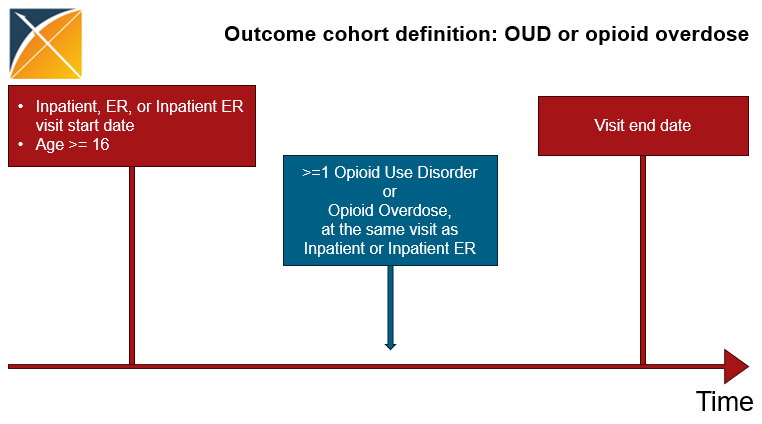 Outcome cohort definition: OUD or opioid overdose
• Inpatient, ER, or Inpatient ER
visit start date
• Age >= 16
>=1 Opioid Use Disorder
or
Opioid Overdose,
at the same visit as
Inpatient or Inpatient ER
Visit end date
Time